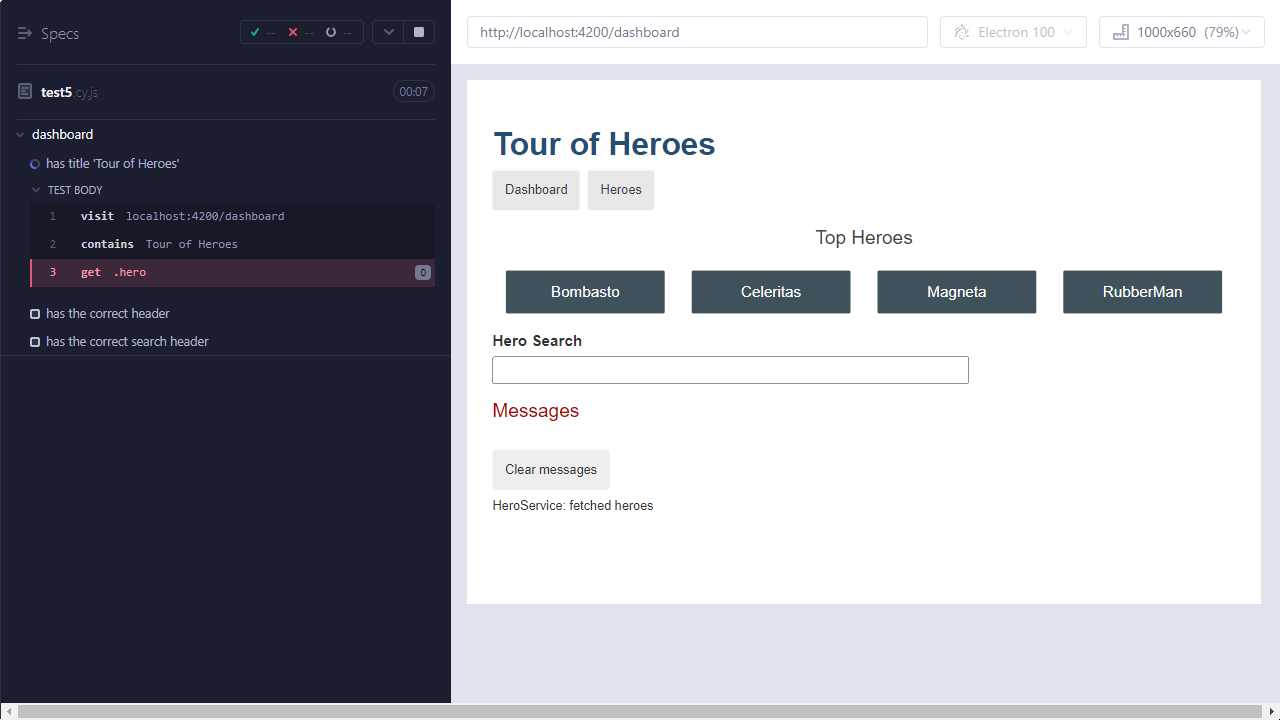 Specs
-- -- --
test5.cy.js
00:07
dashboard
has title 'Tour of Heroes'
TEST BODY
1 visit localhost:4200/dashboard
2 contains Tour of Heroes
3 get .hero 0
has the correct header
has the correct search header
http://localhost:4200/dashboard
Electron 100
1000x660 (79%)
Tour of Heroes
Dashboard Heroes
Top Heroes
Bombasto Celeritas Magneta RubberMan
Hero Search
Messages
Clear messages
HeroService: fetched heroes